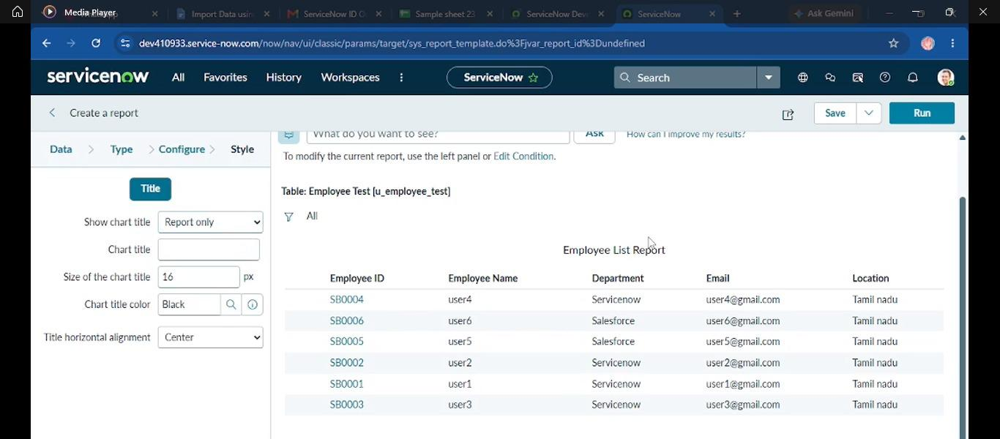 Media Player
Import Data usin
ServiceNow ID O
Sample sheet 23
ServiceNow Dev
ServiceNow
Ask Gemini
dev410933.service-now.com/now/nav/ui/classic/params/target/sys_report_template.do%3Fjvar_report_id%3Dundefined
servicenow All Favorites History Workspaces ServiceNow Search
Create a report Save Run
Data Type Configure Style
What do you want to see? Ask How can I improve my results?
To modify the current report, use the left panel or Edit Condition.
Title
Show chart title Report only
Chart title
Size of the chart title 16 px
Chart title color Black
Title horizontal alignment Center
Table: Employee Test [u_employee_test]
All
Employee List Report
Employee ID Employee Name Department Email Location
SB0004 user4 Servicenow user4@gmail.com Tamil nadu
SB0006 user6 Salesforce user6@gmail.com Tamil nadu
SB0005 user5 Salesforce user5@gmail.com Tamil nadu
SB0002 user2 Servicenow user2@gmail.com Tamil nadu
SB0001 user1 Servicenow user1@gmail.com Tamil nadu
SB0003 user3 Servicenow user3@gmail.com Tamil nadu